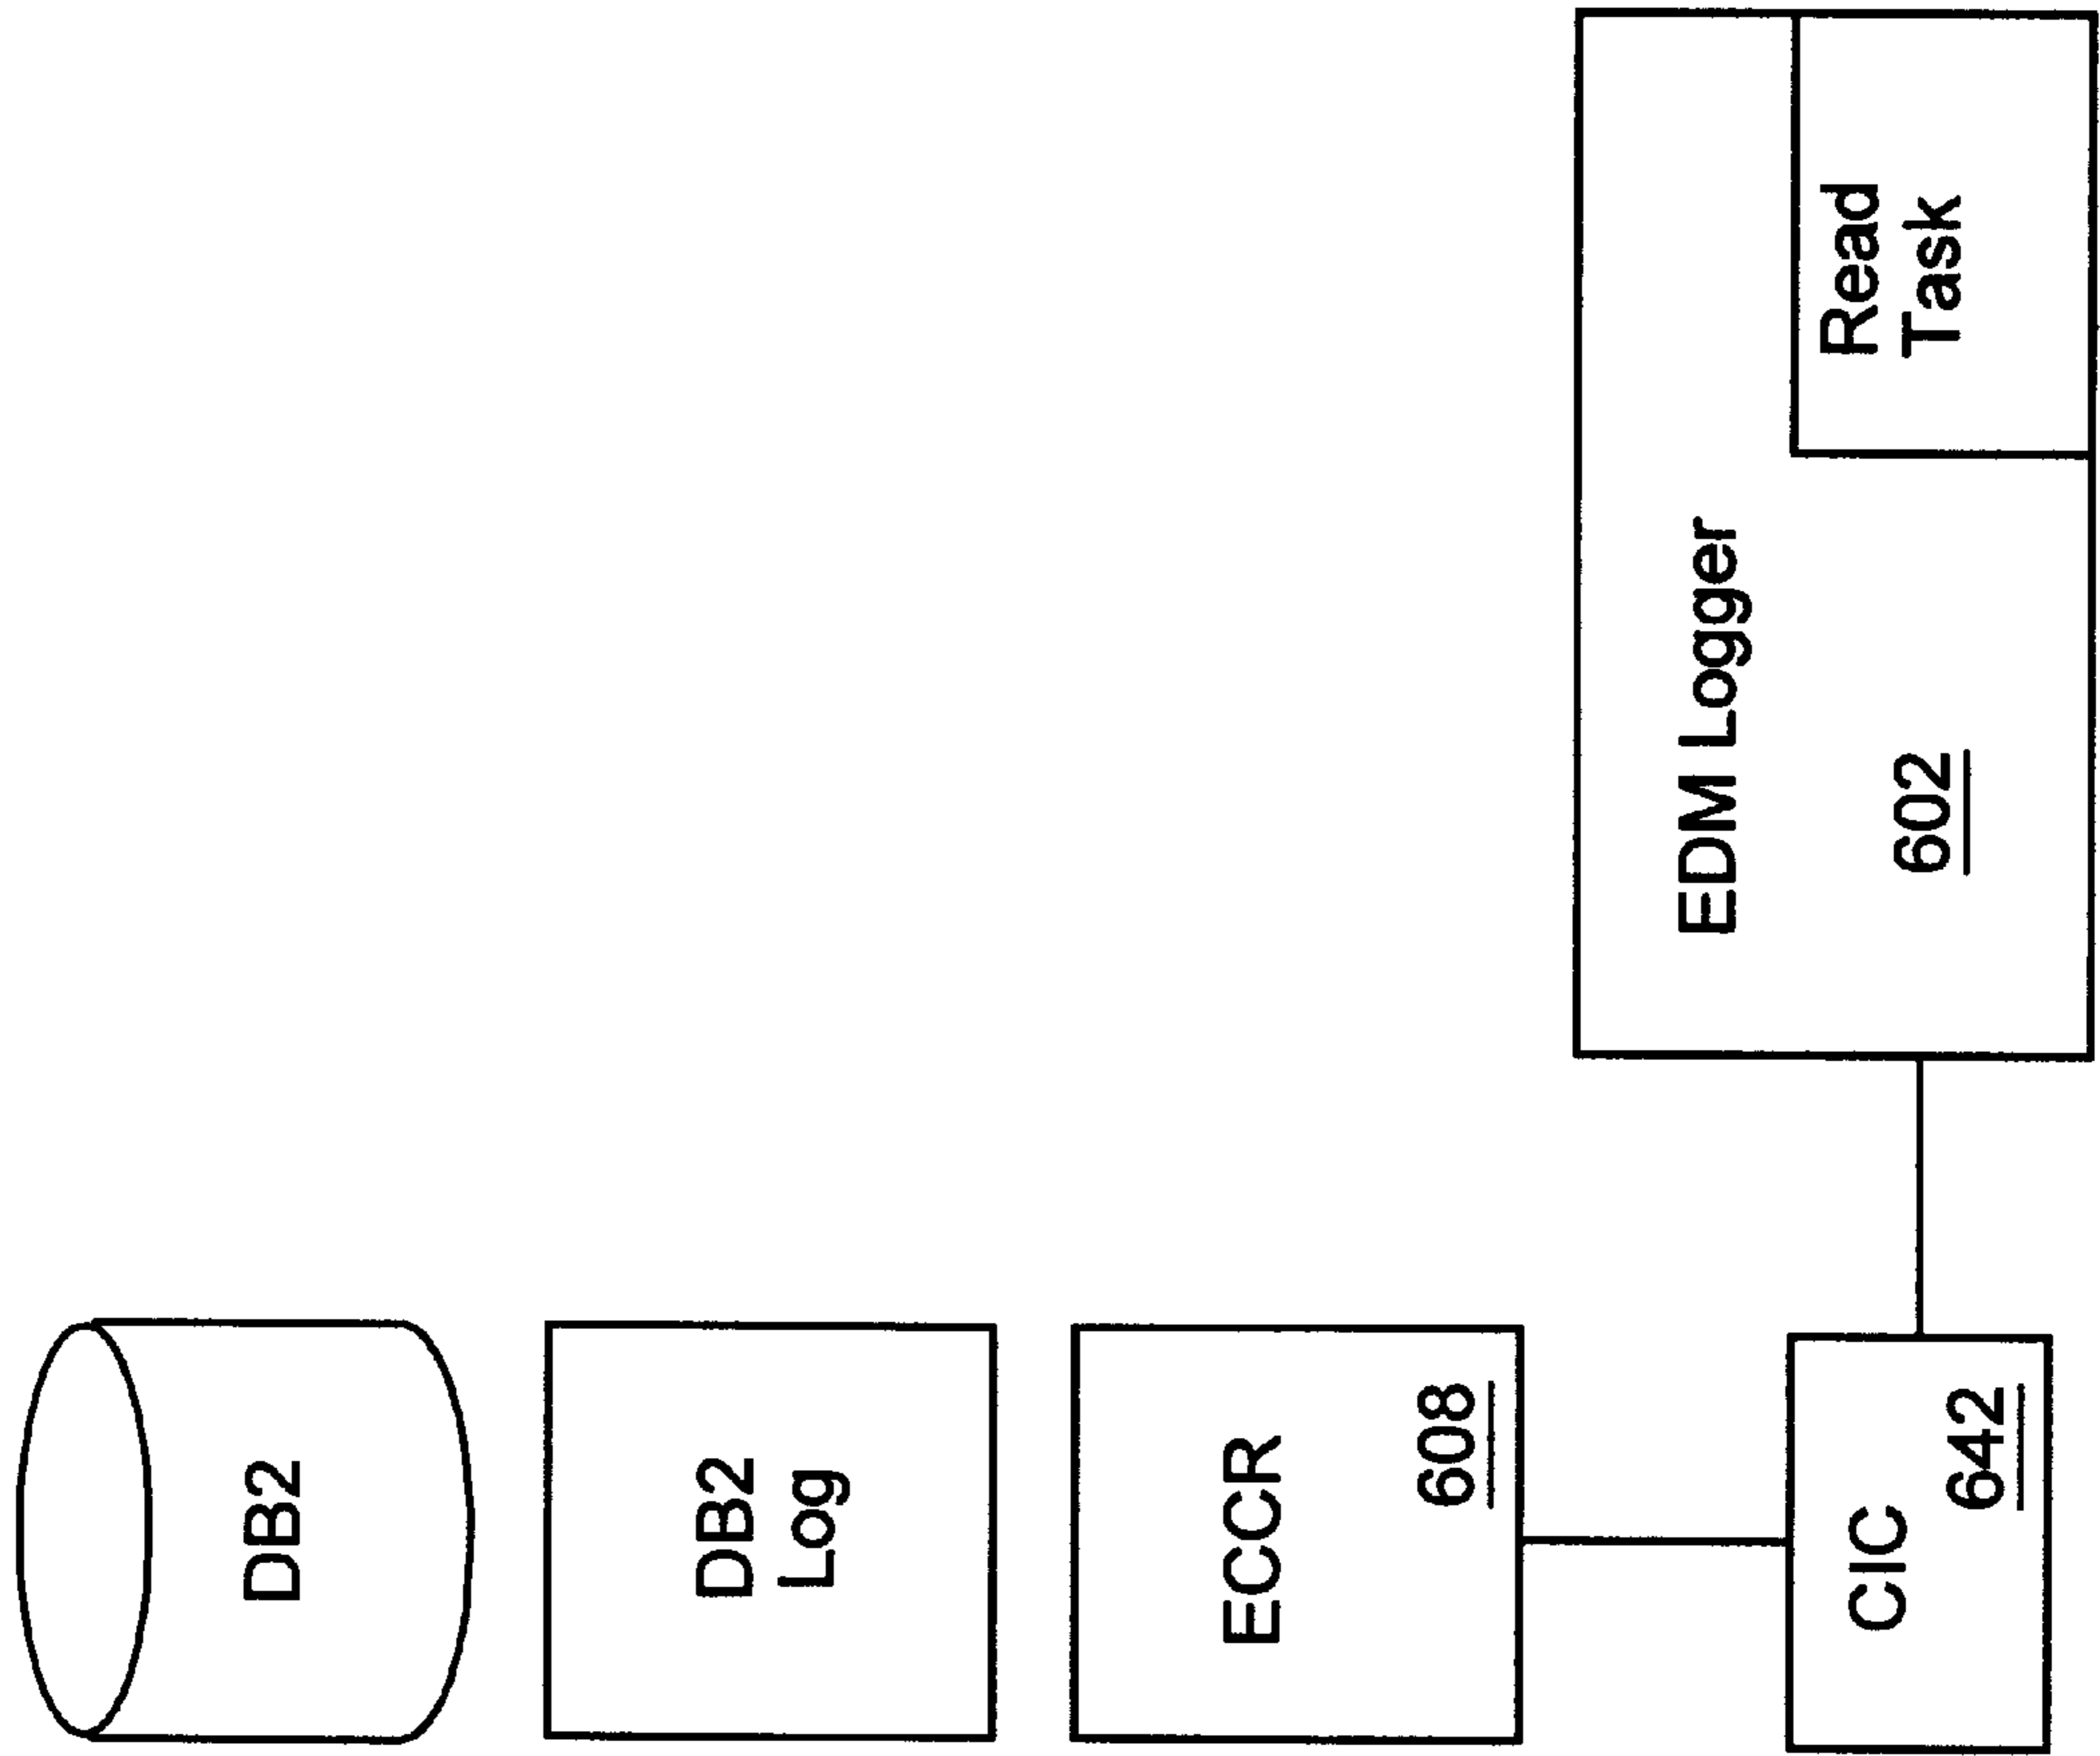 DB2
DB2
Log
ECCR
608
CIC
642
EDM Logger
602
Read
Task